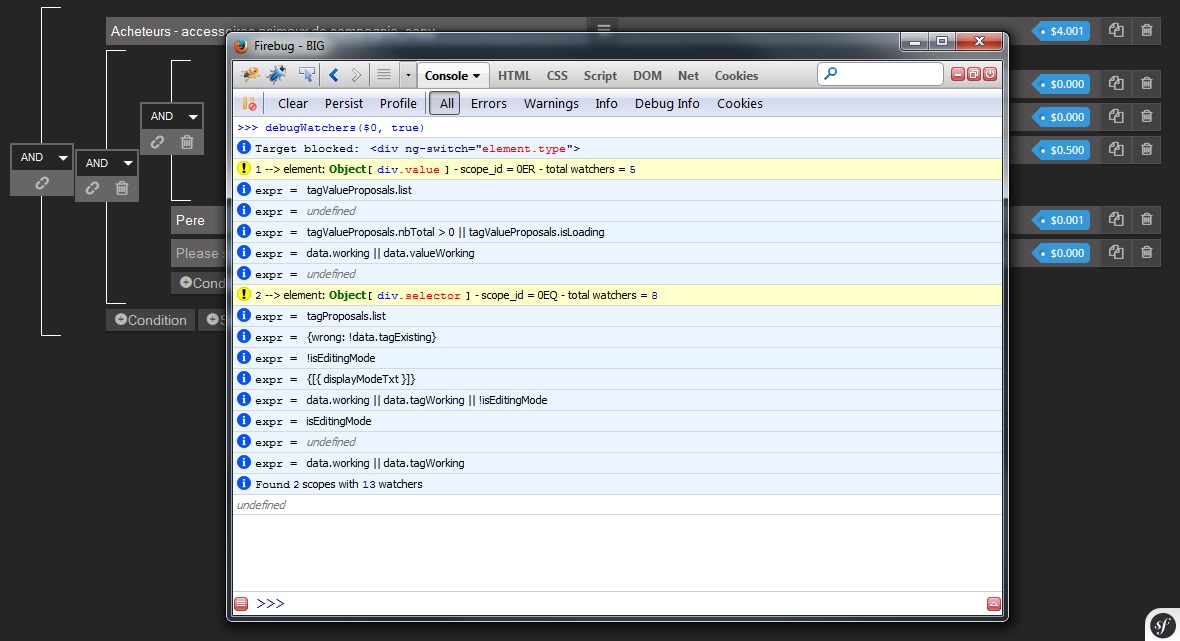 Acheteurs - accessoires animaux de compagnie, sony
$4.001
Firebug - BIG
Console HTML CSS Script DOM Net Cookies
Clear Persist Profile All Errors Warnings Info Debug Info Cookies
>>> debugWatchers($0, true)
Target blocked: <div ng-switch="element.type">
1 --> element: Object[ div.value ] - scope_id = 0ER - total watchers = 5
expr = tagValueProposals.list
expr = undefined
expr = tagValueProposals.nbTotal > 0 || tagValueProposals.isLoading
expr = data.working || data.valueWorking
expr = undefined
2 --> element: Object[ div.selector ] - scope_id = 0EQ - total watchers = 8
expr = tagProposals.list
expr = {wrong: !data.tagExisting}
expr = !isEditingMode
expr = {[{ displayModeTxt }]}
expr = data.working || data.tagWorking || !isEditingMode
expr = isEditingMode
expr = undefined
expr = data.working || data.tagWorking
Found 2 scopes with 13 watchers
undefined
>>>
AND
AND
AND
$0.000
$0.000
$0.500
Pere
$0.001
Please
$0.000
Cond
Condition
sf